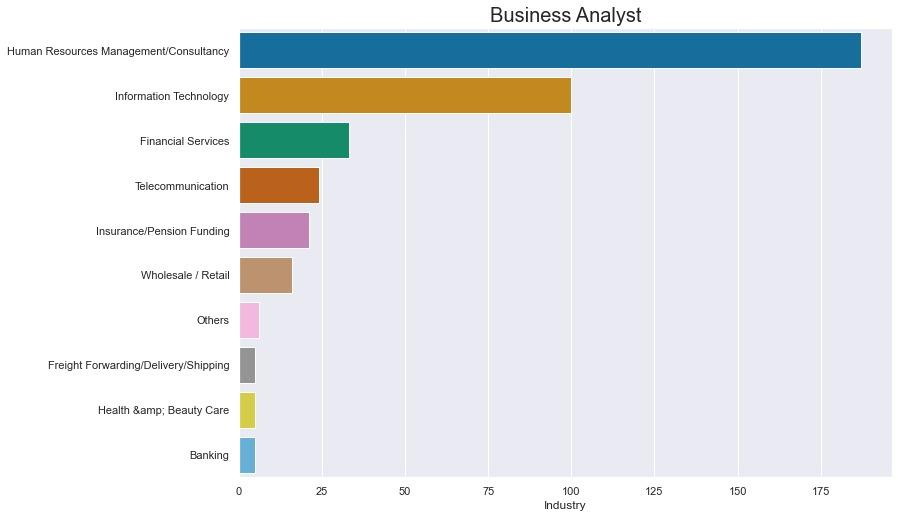 Business Analyst
Human Resources Management/Consultancy
Information Technology
Financial Services
Telecommunication
Insurance/Pension Funding
Wholesale / Retail
Others
Freight Forwarding/Delivery/Shipping
Health &amp; Beauty Care
Banking
0 25 50 75 100 125 150 175
Industry